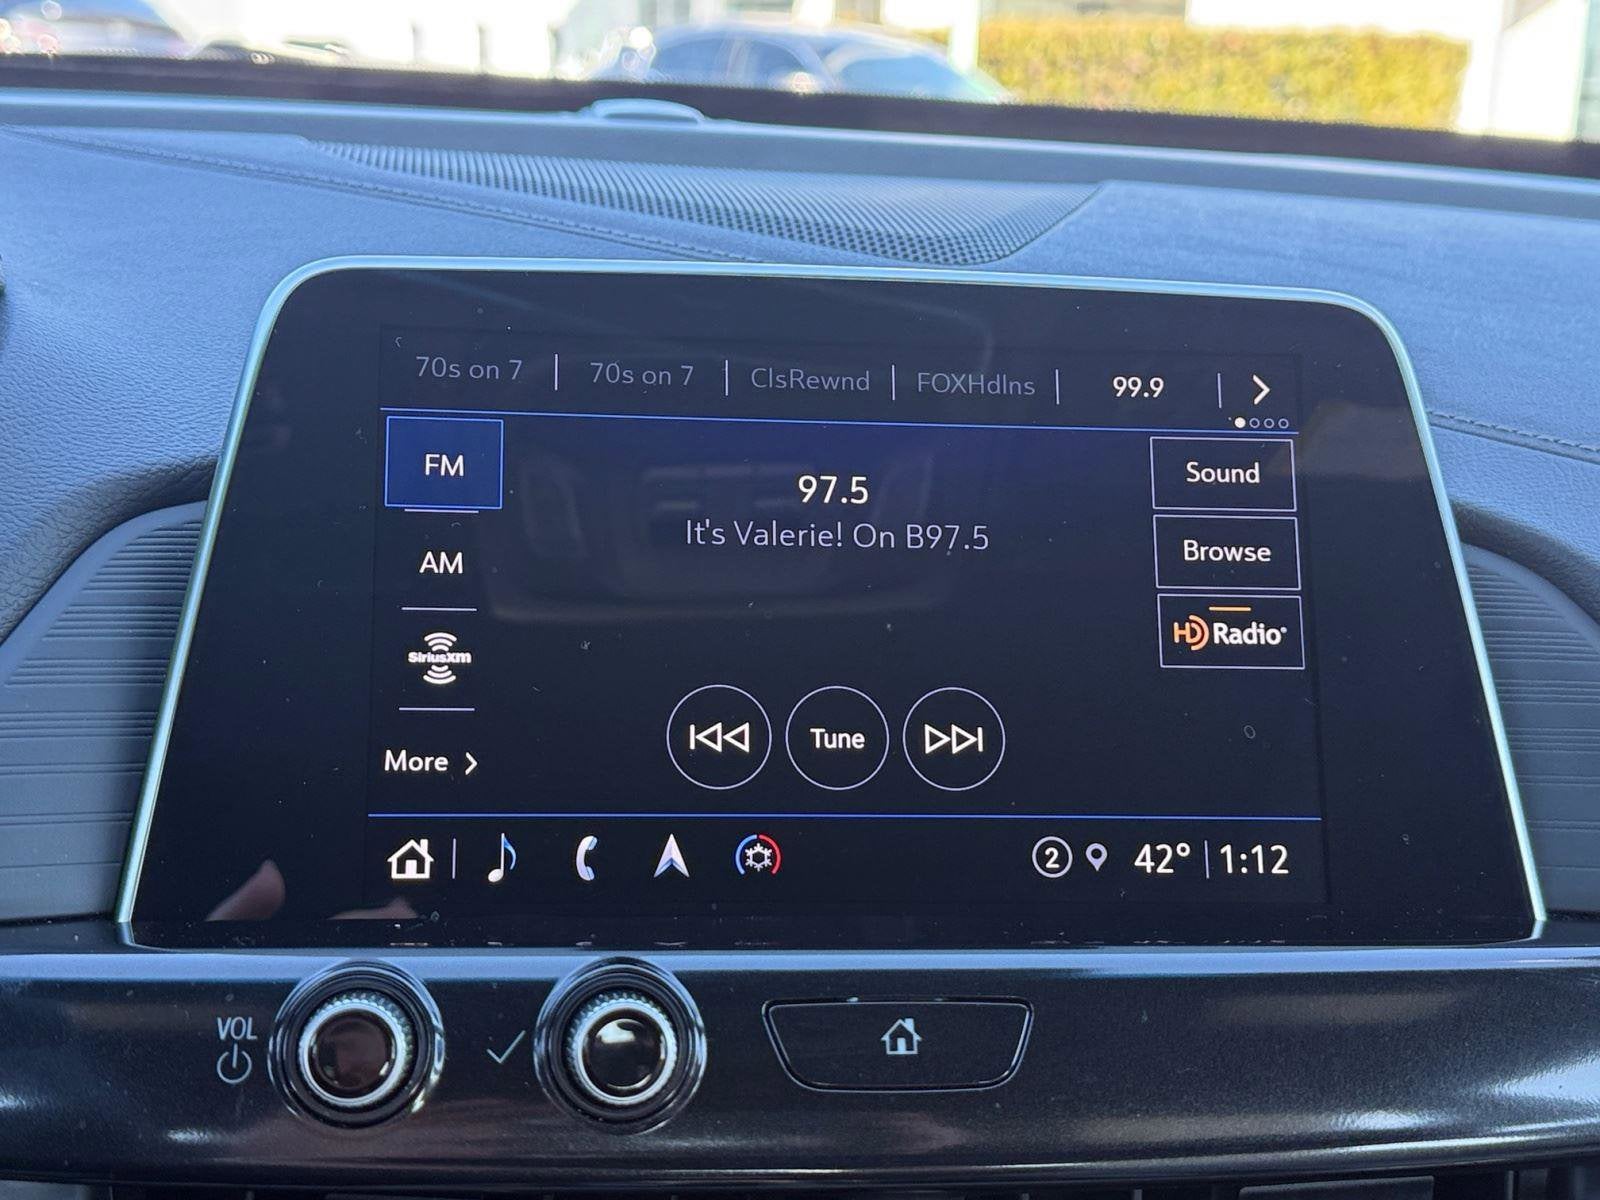 70s on 7 | 70s on 7 | ClsRewnd | FOXHdlns | 99.9 |
FM
97.5
It's Valerie! On B97.5
Sound
AM
Browse
SiriusXM
HD Radio
More
Tune
2 42° | 1:12
VOL